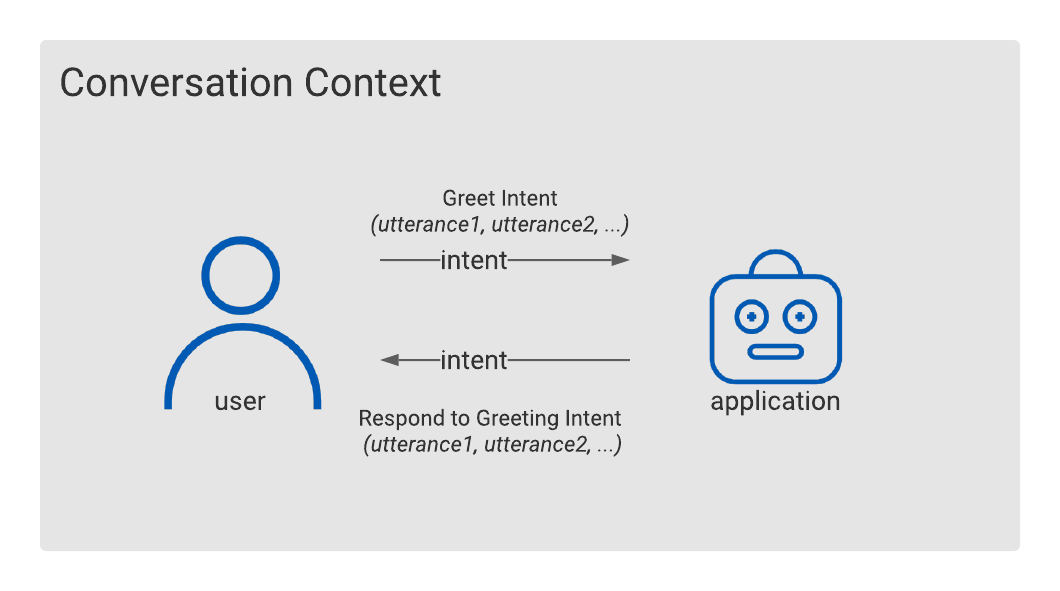 Conversation Context
Greet Intent
(utterance1, utterance2, ...)
intent
intent
user
application
Respond to Greeting Intent
(utterance1, utterance2, ...)